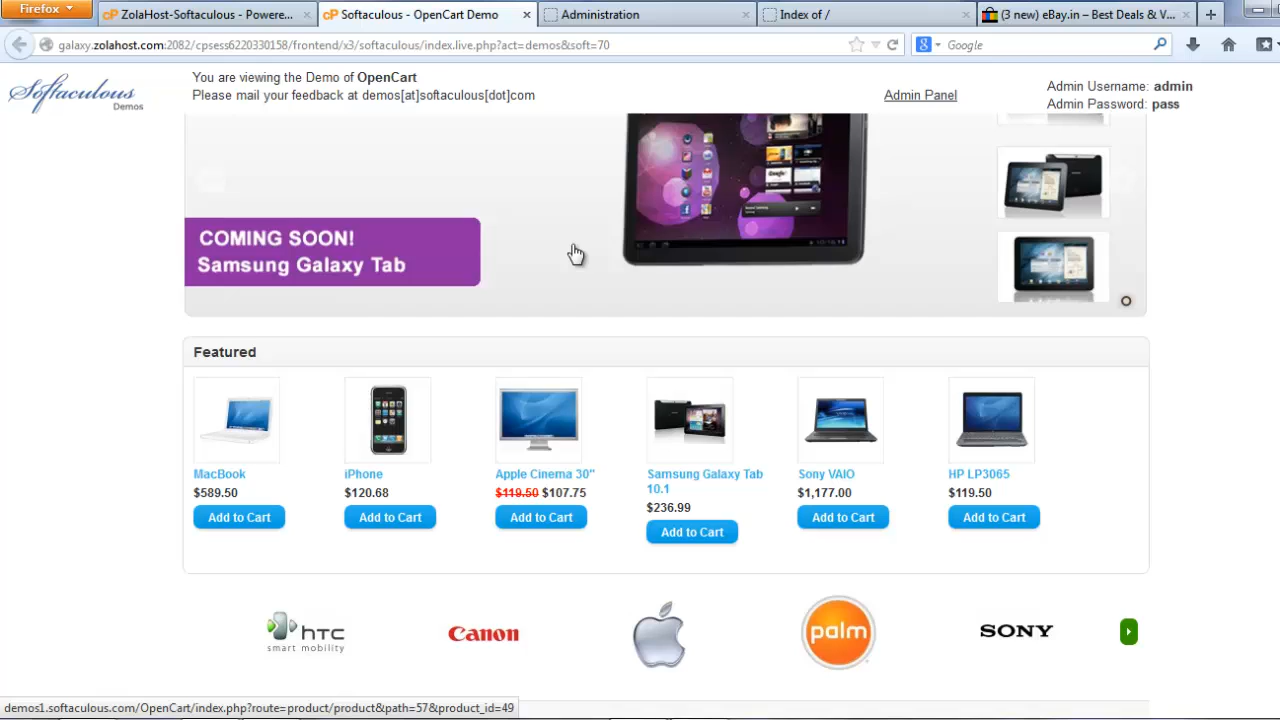 Firefox
ZolaHost-Softaculous - Powere...
Softaculous - OpenCart Demo
Administration
Index of /
(3 new) eBay.in – Best Deals & V...
galaxy.zolahost.com:2082/cpsess6220330158/frontend/x3/softaculous/index.live.php?act=demos&soft=70
Google
Softaculous
Demos
You are viewing the Demo of OpenCart
Please mail your feedback at demos[at]softaculous[dot]com
Admin Panel
Admin Username: admin
Admin Password: pass
COMING SOON!
Samsung Galaxy Tab
Featured
MacBook
$589.50
Add to Cart
iPhone
$120.68
Add to Cart
Apple Cinema 30"
$119.50 $107.75
Add to Cart
Samsung Galaxy Tab
10.1
$236.99
Add to Cart
Sony VAIO
$1,177.00
Add to Cart
HP LP3065
$119.50
Add to Cart
hTC
smart mobility
Canon
palm
SONY
demos1.softaculous.com/OpenCart/index.php?route=product/product&path=57&product_id=49